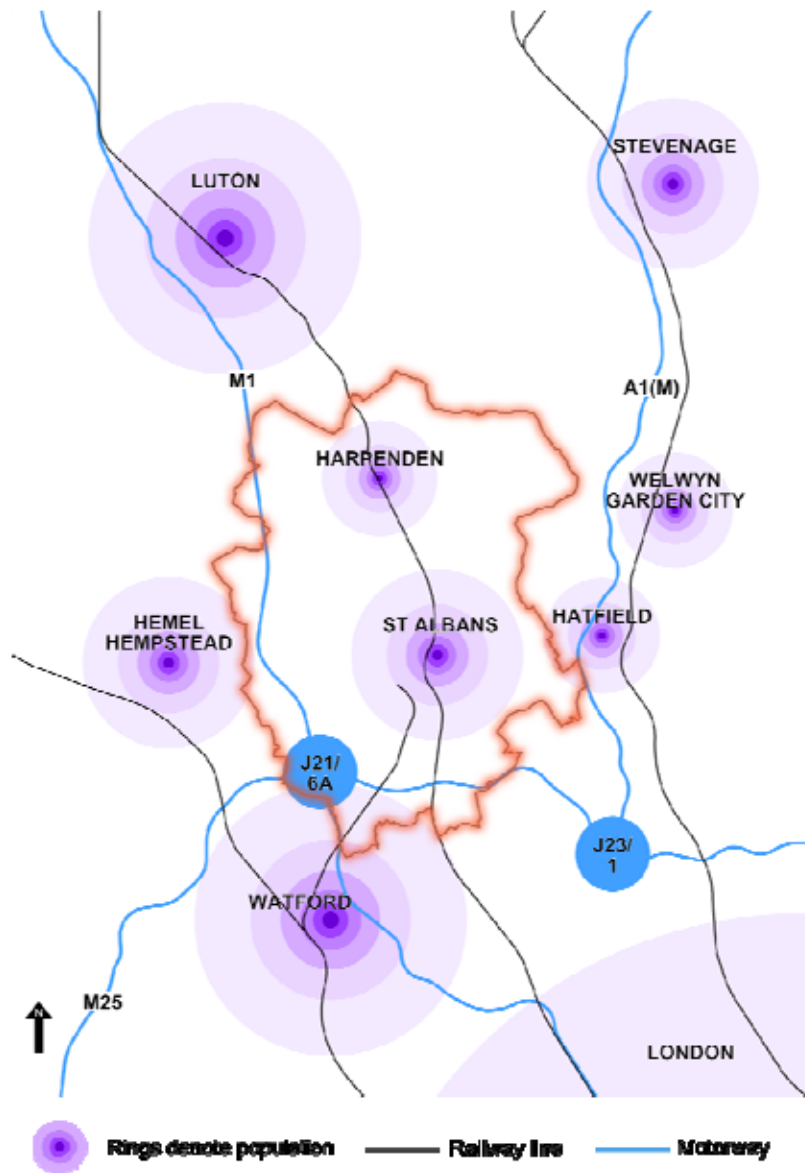 STEVENAGE
LUTON
M1
A1(M)
HARPENDEN
WELWYN
GARDEN CITY
HEMEL
HEMPSTEAD
ST ALBANS
HATFIELD
J21/
6A
J23/
1
WATFORD
M25
N
LONDON
Rings denote population
Railway line
Motorway